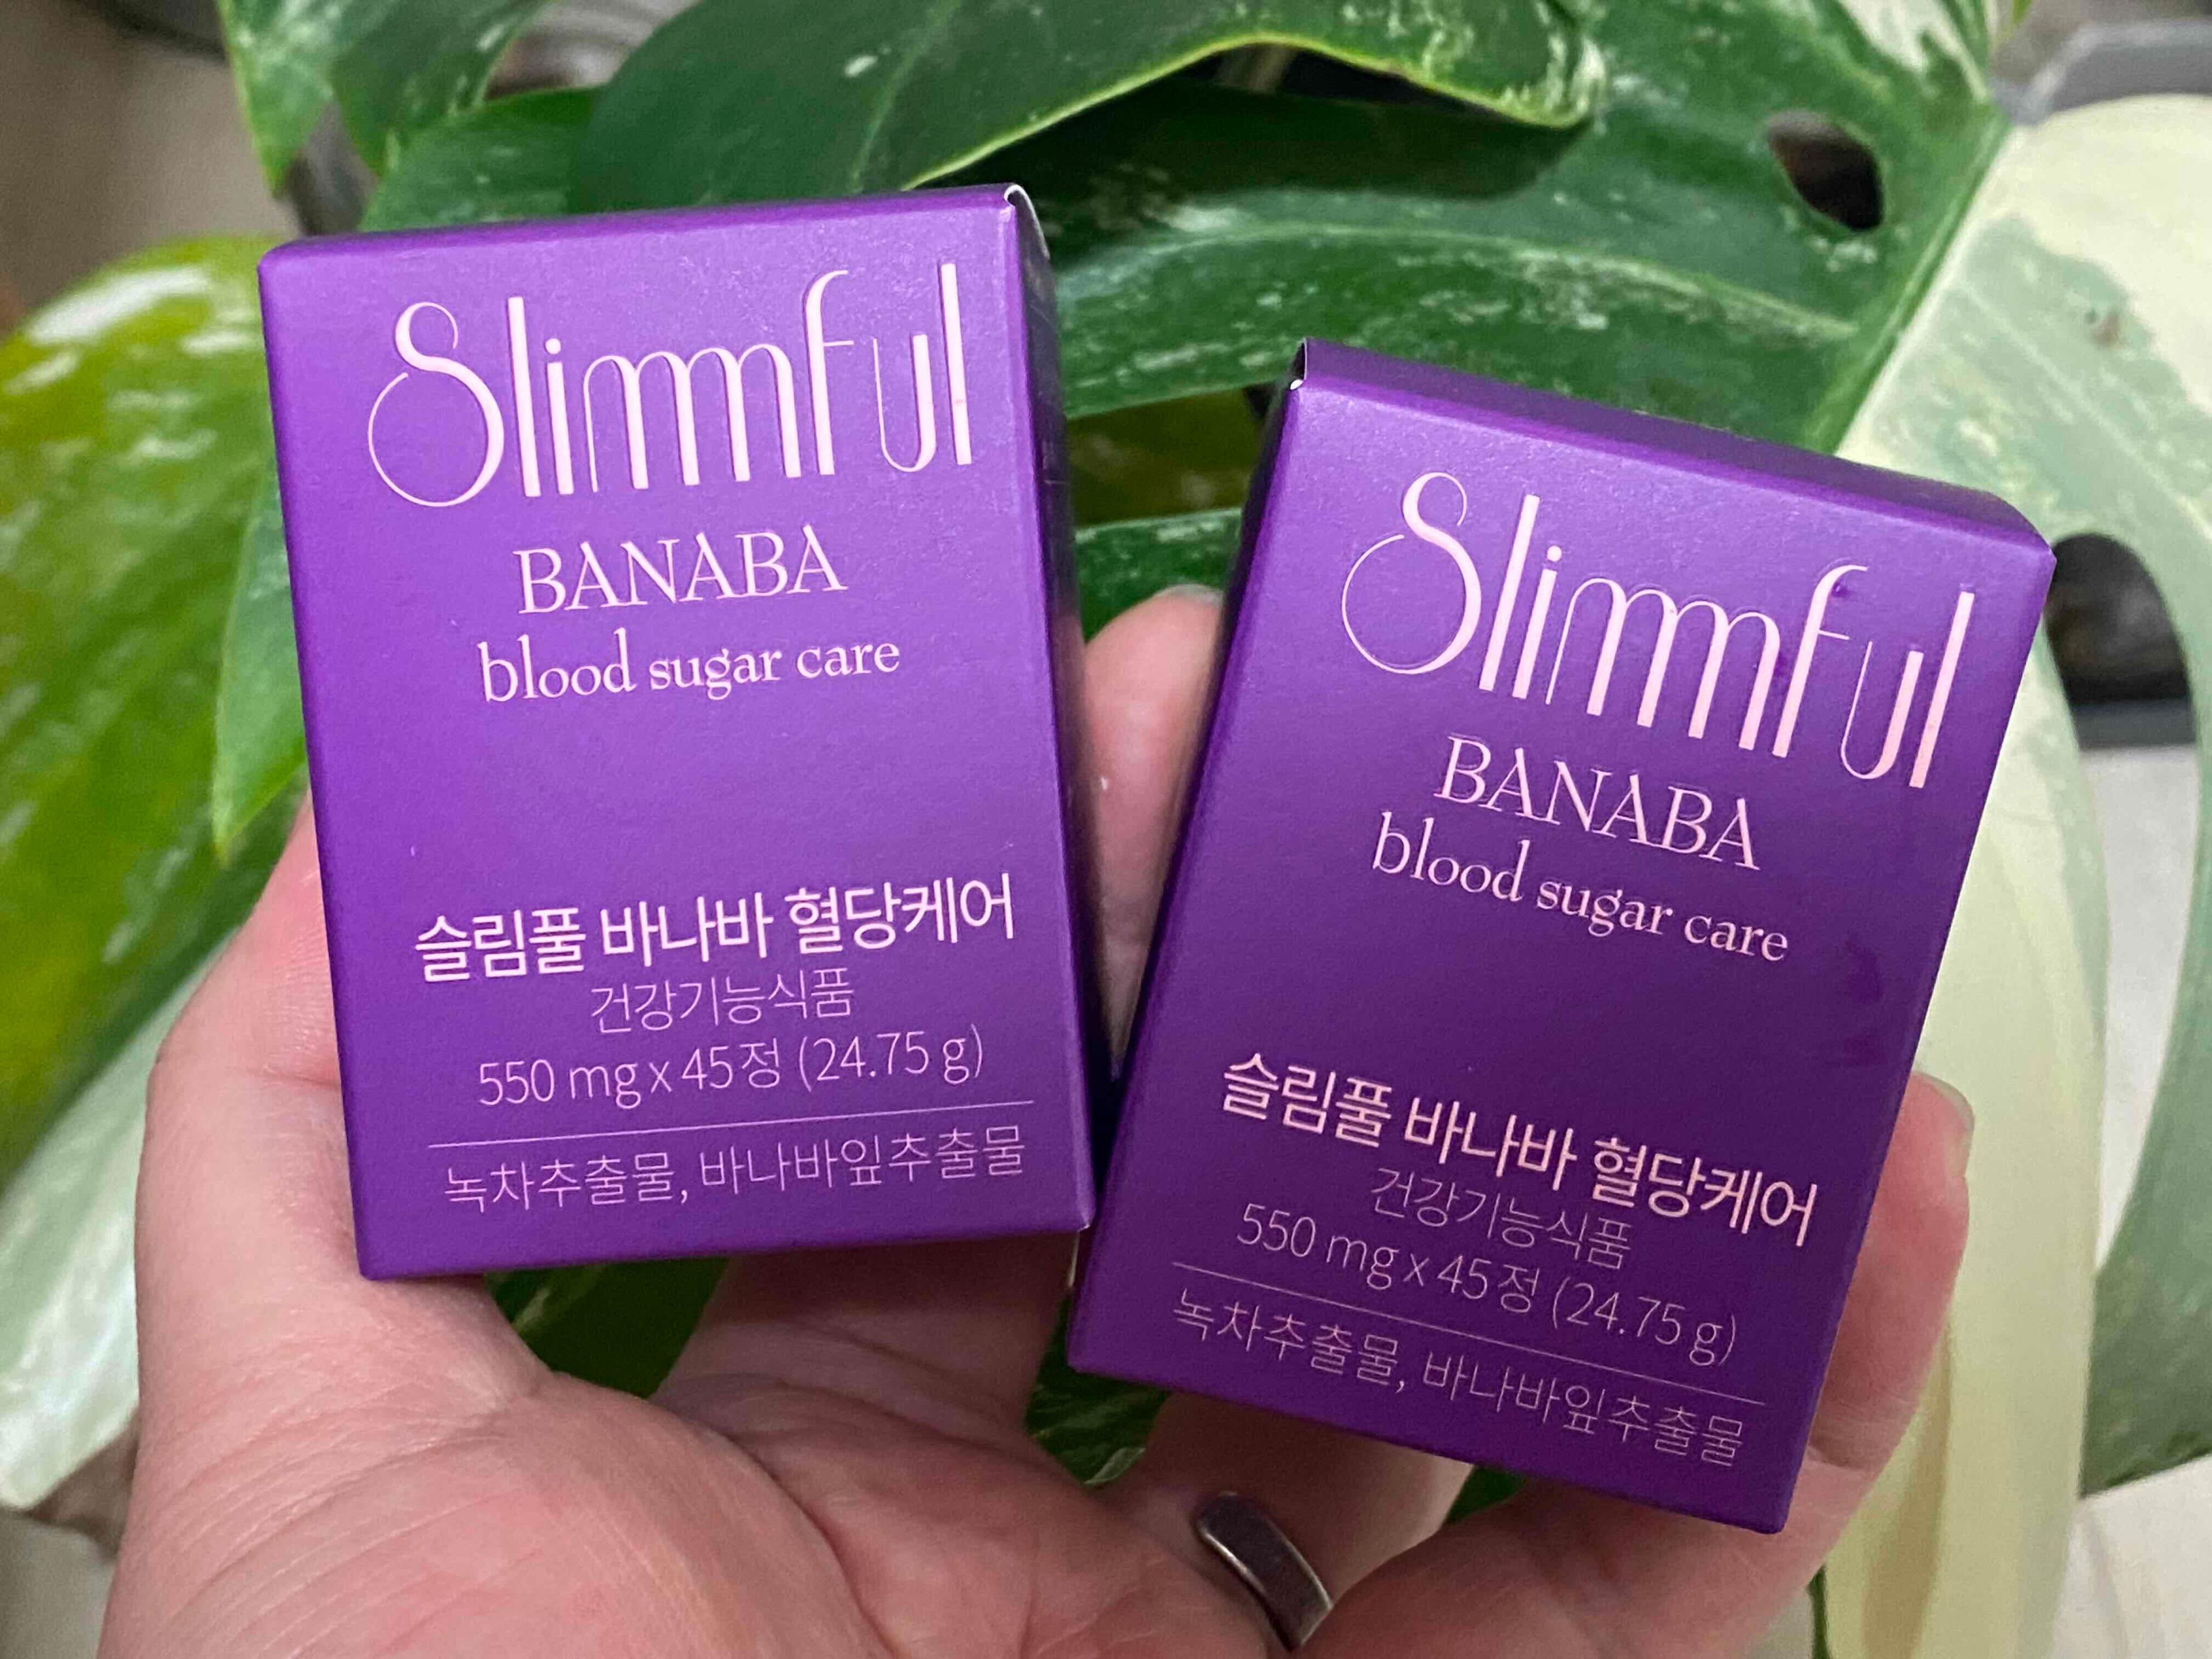 Slimmful
BANABA
blood sugar care
슬림풀 바나바 혈당케어
건강기능식품
550 mg x 45정 (24.75 g)
녹차추출물, 바나바잎추출물
Slimmful
BANABA
blood sugar care
슬림풀 바나바 혈당케어
건강기능식품
550 mg x 45정 (24.75 g)
녹차추출물, 바나바잎추출물